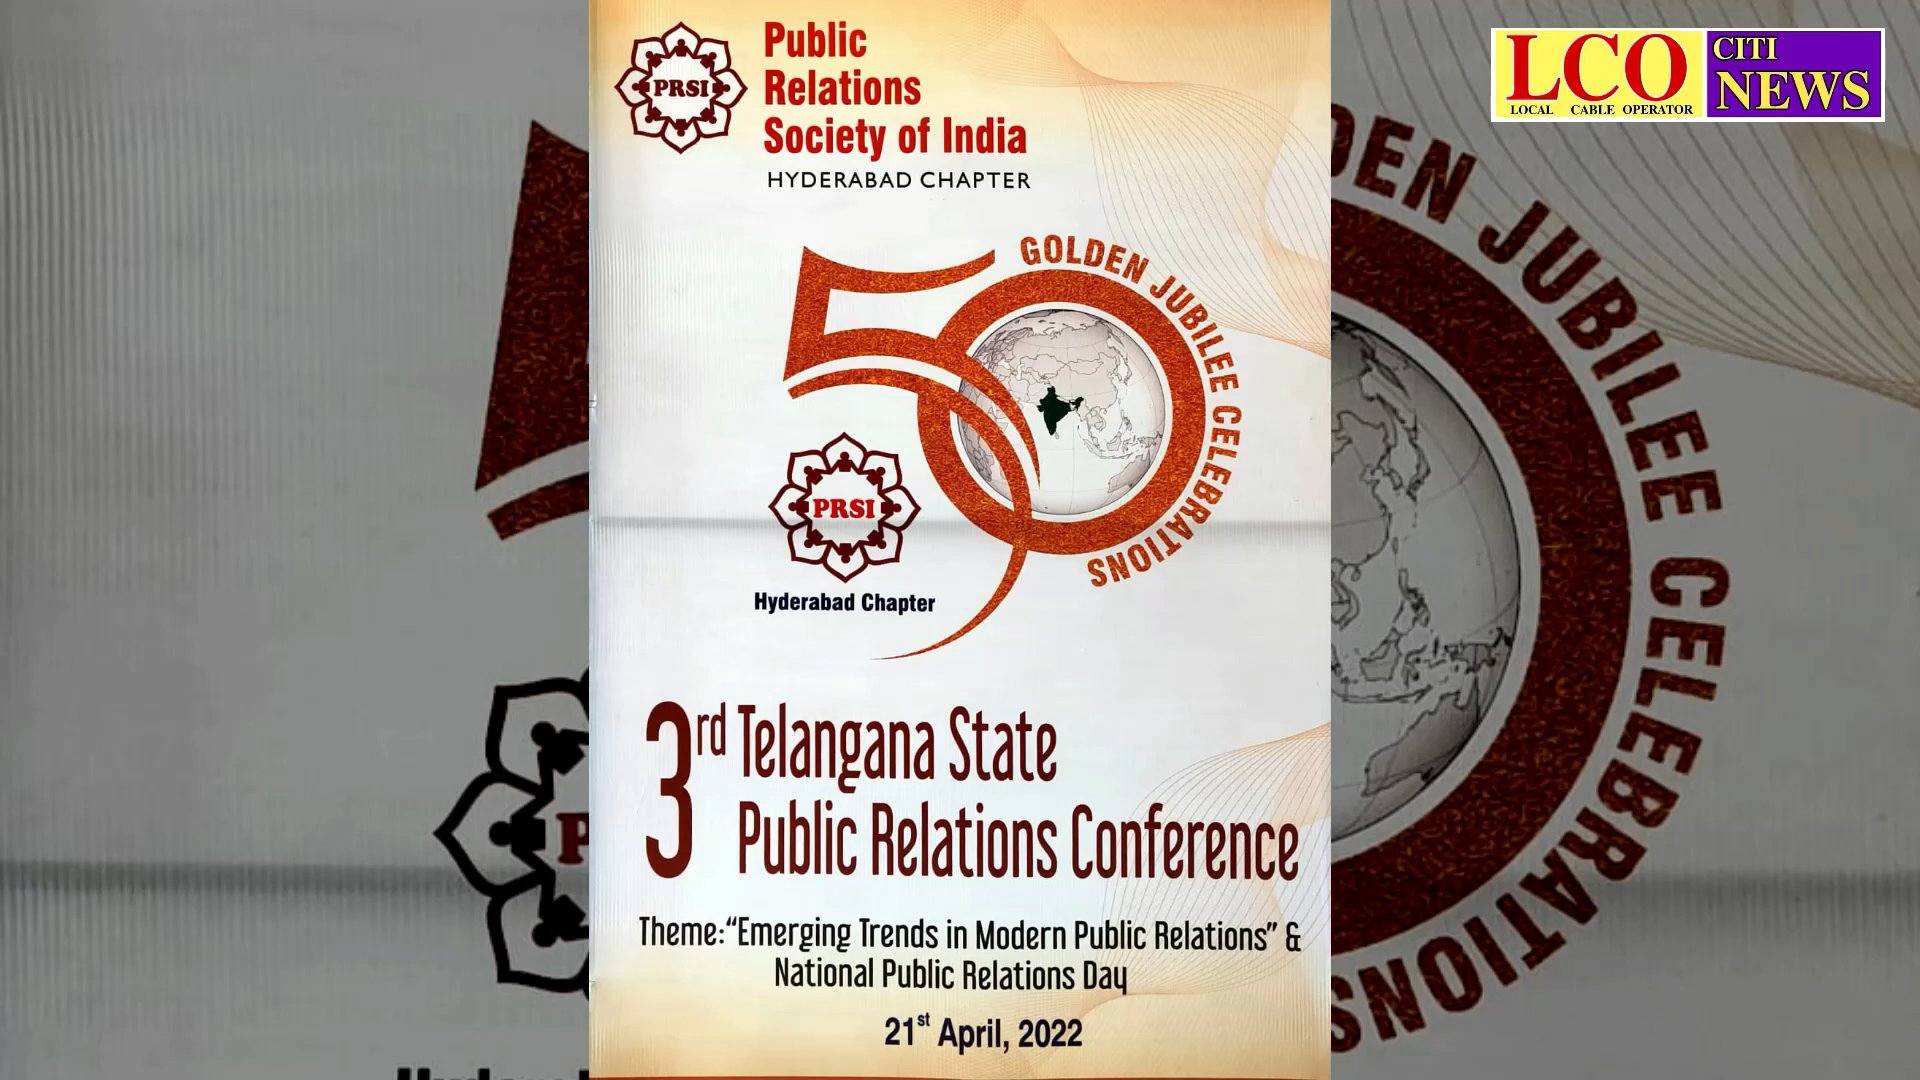 PRSI
Public
Relations
Society of India
HYDERABAD CHAPTER
LCO
LOCAL CABLE OPERATOR
CITI
NEWS
50
GOLDEN JUBILEE CELEBRATIONS
PRSI
Hyderabad Chapter
3rd Telangana State
Public Relations Conference
Theme:“Emerging Trends in Modern Public Relations” &
National Public Relations Day
21st April, 2022
DEN JUBILEE CELEBRATIONS
P